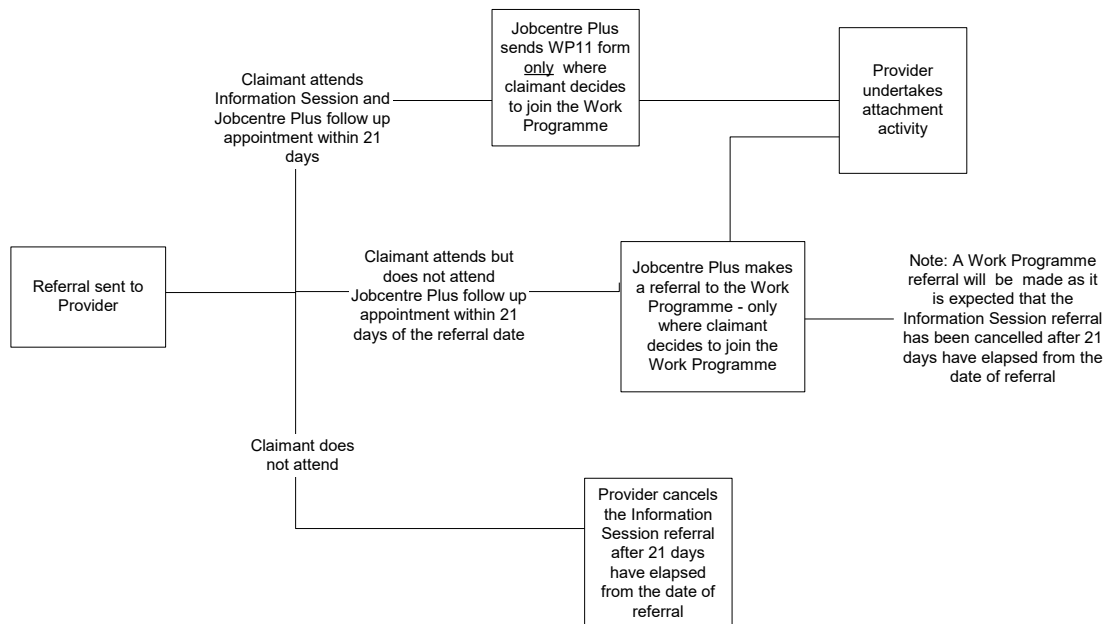 Jobcentre Plus
sends WP11 form
only where
claimant decides
to join the Work
Programme
Provider
undertakes
attachment
activity
Claimant attends
Information Session and
Jobcentre Plus follow up
appointment within 21
days
Referral sent to
Provider
Claimant attends but
does not attend
Jobcentre Plus follow up
appointment within 21
days of the referral date
Jobcentre Plus makes
a referral to the Work
Programme - only
where claimant
decides to join the
Work Programme
Note: A Work Programme
referral will be made as it
is expected that the
Information Session referral
has been cancelled after 21
days have elapsed from the
date of referral
Claimant does
not attend
Provider cancels
the Information
Session referral
after 21 days
have elapsed
from the date of
referral